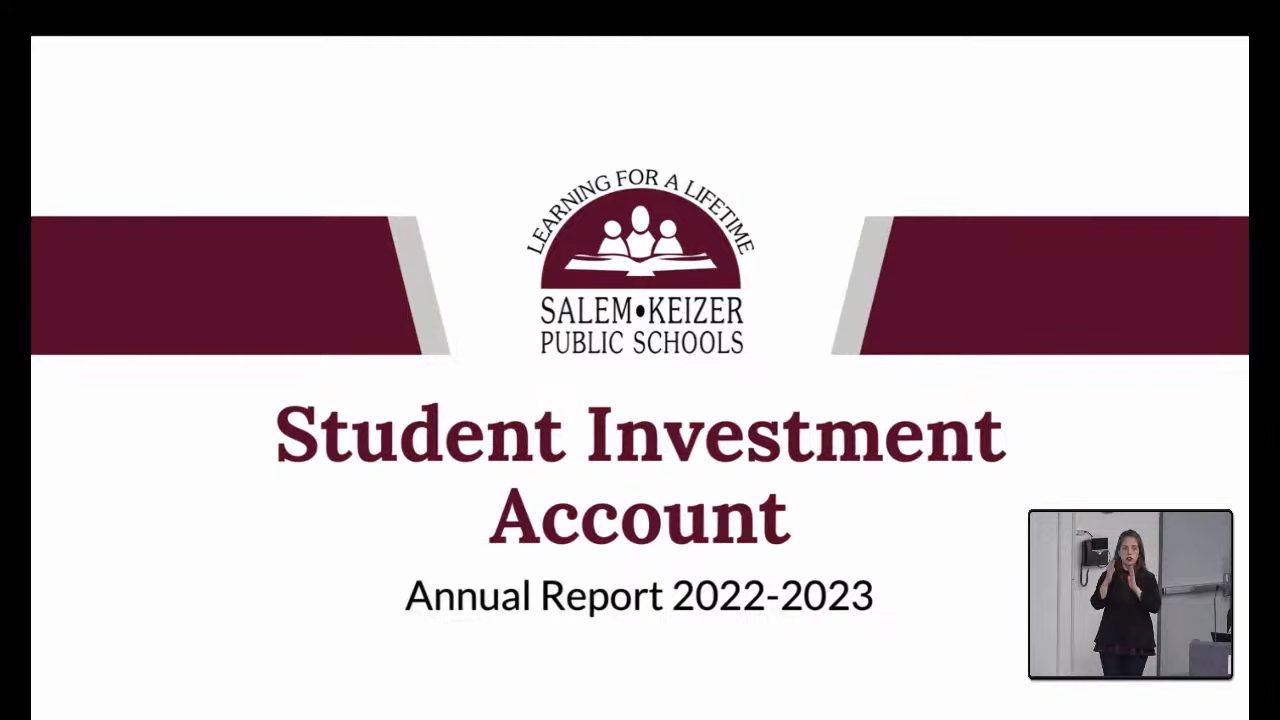 LEARNING FOR A LIFETIME
SALEM•KEIZER
PUBLIC SCHOOLS
Student Investment
Account
Annual Report 2022-2023